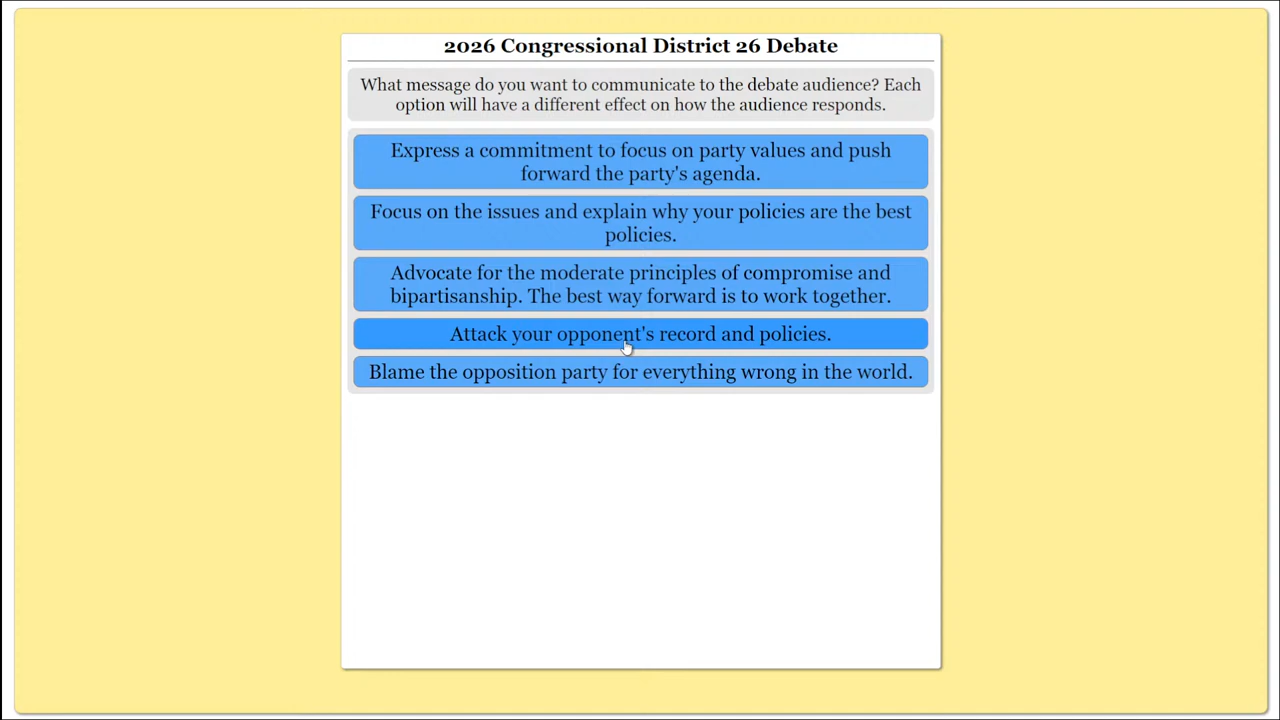 2026 Congressional District 26 Debate
What message do you want to communicate to the debate audience? Each
option will have a different effect on how the audience responds.
Express a commitment to focus on party values and push
forward the party's agenda.
Focus on the issues and explain why your policies are the best
policies.
Advocate for the moderate principles of compromise and
bipartisanship. The best way forward is to work together.
Attack your opponent's record and policies.
Blame the opposition party for everything wrong in the world.